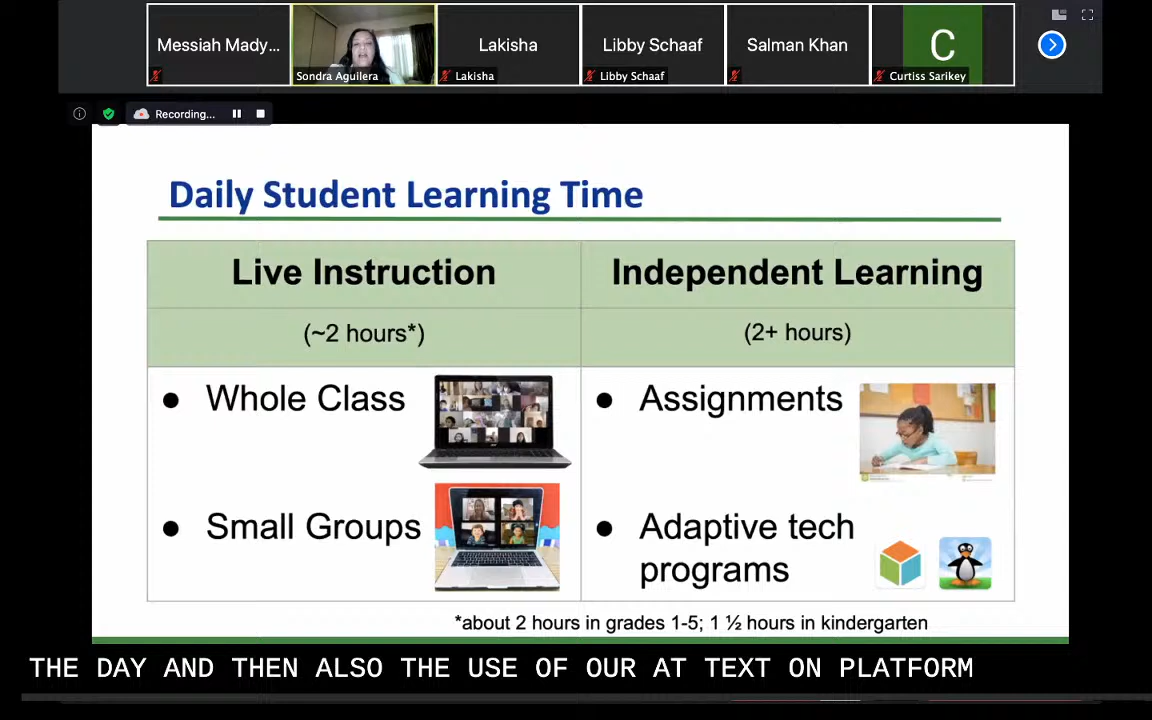 Messiah Mady...
Sondra Aguilera
Lakisha
Lakisha
Libby Schaaf
Libby Schaaf
Salman Khan
C
Curtiss Sarikey
Recording...
Daily Student Learning Time
Live Instruction
Independent Learning
(~2 hours*)
(2+ hours)
● Whole Class
● Assignments
● Small Groups
● Adaptive tech
programs
*about 2 hours in grades 1-5; 1 ½ hours in kindergarten
THE DAY AND THEN ALSO THE USE OF OUR AT TEXT ON PLATFORM